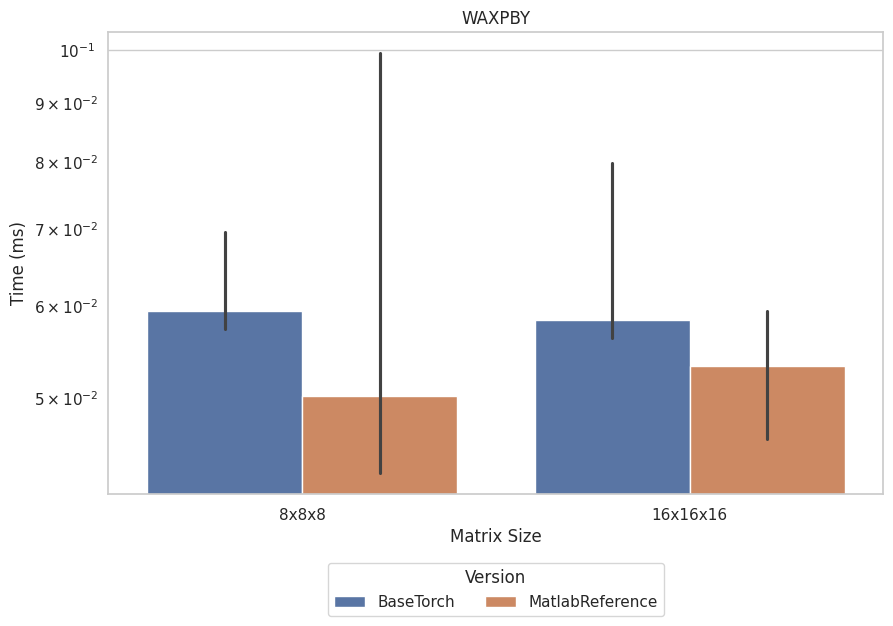 WAXPBY
10⁻¹
9 × 10⁻²
8 × 10⁻²
7 × 10⁻²
6 × 10⁻²
5 × 10⁻²
Time (ms)
8x8x8 16x16x16
Matrix Size
Version
BaseTorch MatlabReference